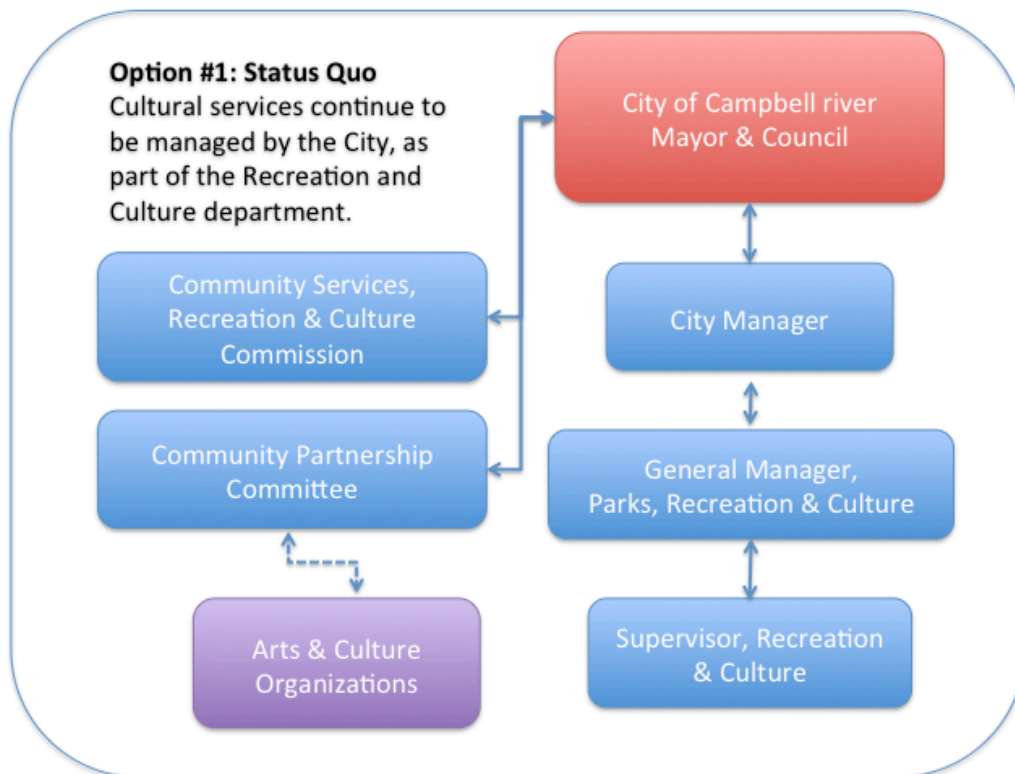 Option #1: Status Quo
Cultural services continue to
be managed by the City, as
part of the Recreation and
Culture department.
City of Campbell river
Mayor & Council
Community Services,
Recreation & Culture
Commission
City Manager
Community Partnership
Committee
General Manager,
Parks, Recreation & Culture
Arts & Culture
Organizations
Supervisor, Recreation
& Culture